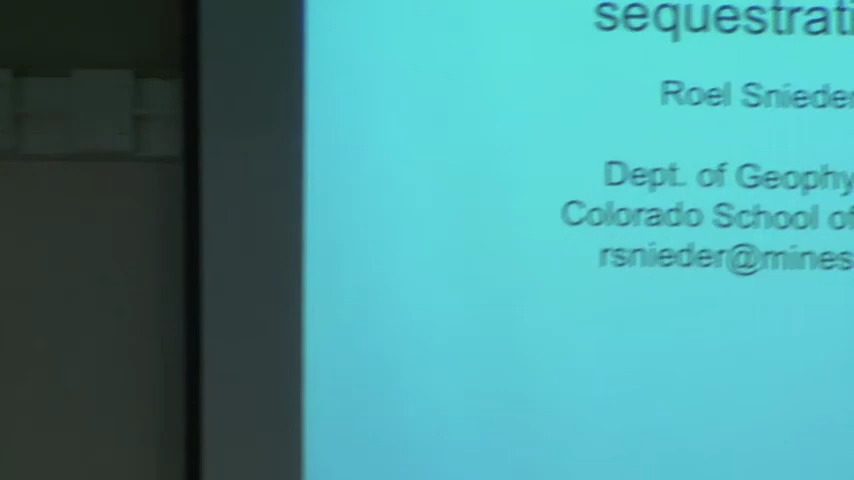 sequestrati
Roel Snieder
Dept. of Geophy
Colorado School of
rsnieder@mines